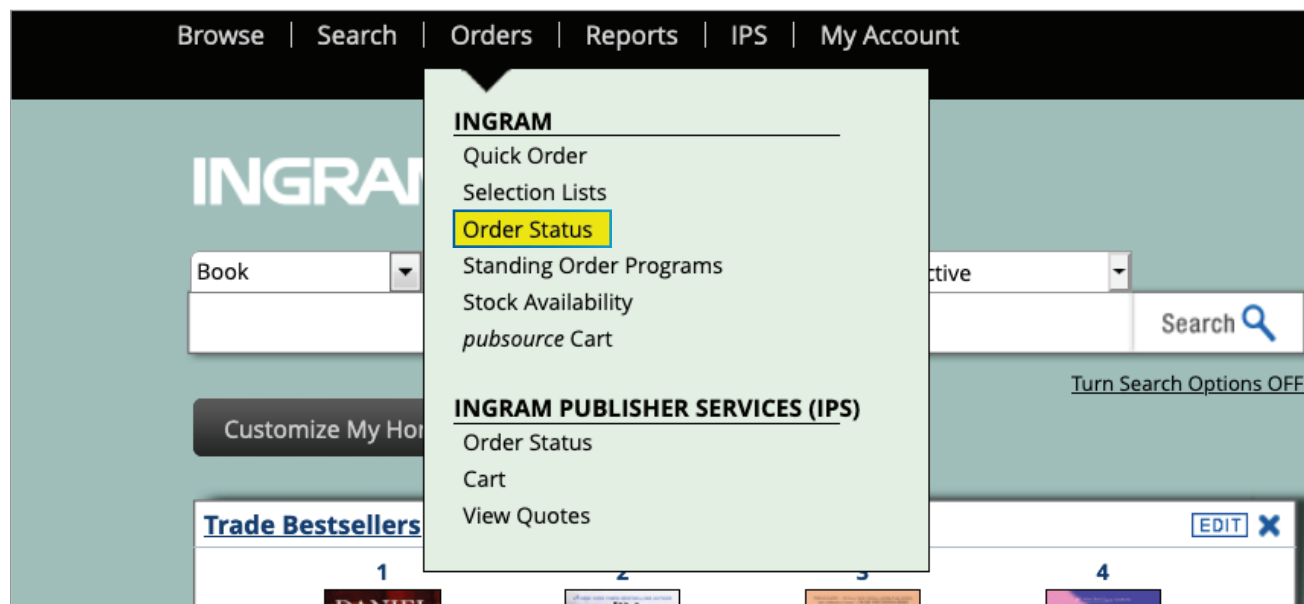 Browse | Search | Orders | Reports | IPS | My Account
INGRAM
Quick Order
Selection Lists
Order Status
Standing Order Programs
Stock Availability
pubsource Cart
INGRAM PUBLISHER SERVICES (IPS)
Order Status
Cart
View Quotes
Book
Search
Turn Search Options OFF
Customize My
Trade Bestsellers
EDIT
1 2 3 4
DANIEL